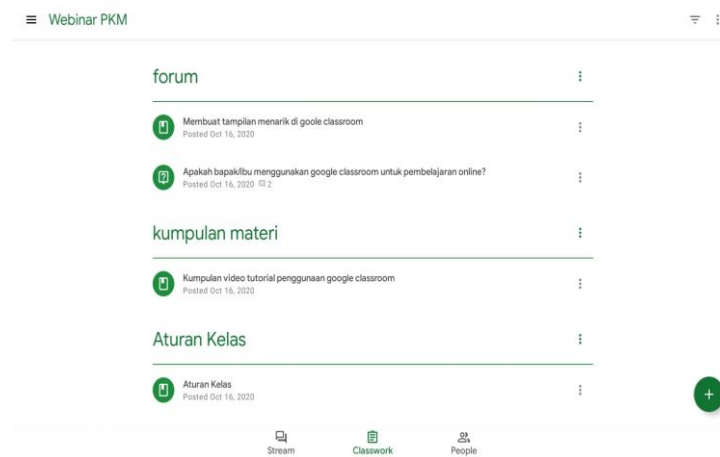 Webinar PKM
forum
Membuat tampilan menarik di goole classroom
Posted Oct 16, 2020
Apakah bapak/ibu menggunakan google classroom untuk pembelajaran online?
Posted Oct 16, 2020 2
kumpulan materi
Kumpulan video tutorial penggunaan google classroom
Posted Oct 16, 2020
Aturan Kelas
Aturan Kelas
Posted Oct 16, 2020
Stream
Classwork
People